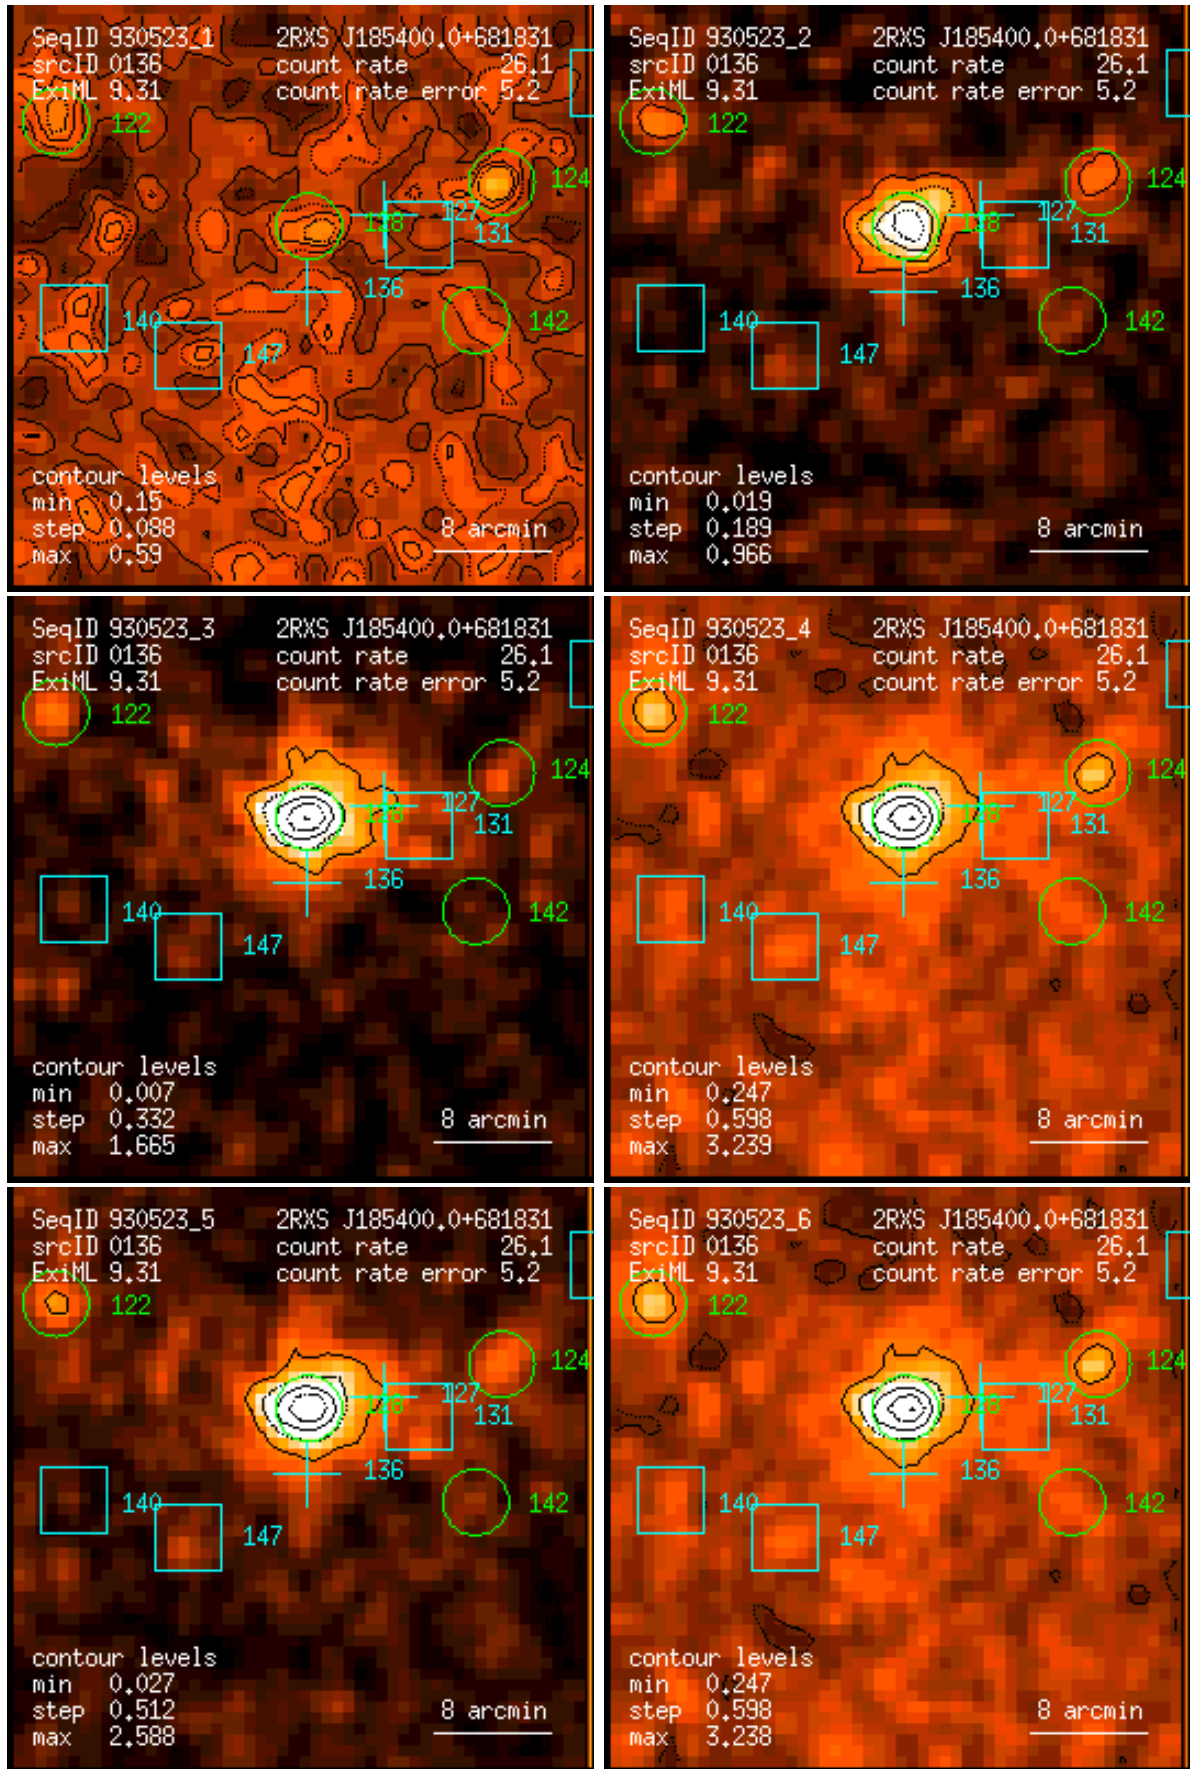 SeqID 930523_1 2RXS J185400.0+681831
srcID 0136 count rate 26.1
ExiML 9.31 count rate error 5.2
122
124
128 127
131
136
140
142
147
contour levels
min 0.15
step 0.088
max 0.59
8 arcmin
SeqID 930523_2 2RXS J185400.0+681831
srcID 0136 count rate 26.1
ExiML 9.31 count rate error 5.2
122
124
128 127
131
136
140
142
147
contour levels
min 0.019
step 0.189
max 0.966
8 arcmin
SeqID 930523_3 2RXS J185400.0+681831
srcID 0136 count rate 26.1
ExiML 9.31 count rate error 5.2
122
124
128 127
131
136
140
142
147
contour levels
min 0.007
step 0.332
max 1.665
8 arcmin
SeqID 930523_4 2RXS J185400.0+681831
srcID 0136 count rate 26.1
ExiML 9.31 count rate error 5.2
122
124
128 127
131
136
140
142
147
contour levels
min 0.247
step 0.598
max 3.239
8 arcmin
SeqID 930523_5 2RXS J185400.0+681831
srcID 0136 count rate 26.1
ExiML 9.31 count rate error 5.2
122
124
128 127
131
136
140
142
147
contour levels
min 0.027
step 0.512
max 2.588
8 arcmin
SeqID 930523_6 2RXS J185400.0+681831
srcID 0136 count rate 26.1
ExiML 9.31 count rate error 5.2
122
124
128 127
131
136
140
142
147
contour levels
min 0.247
step 0.598
max 3.238
8 arcmin